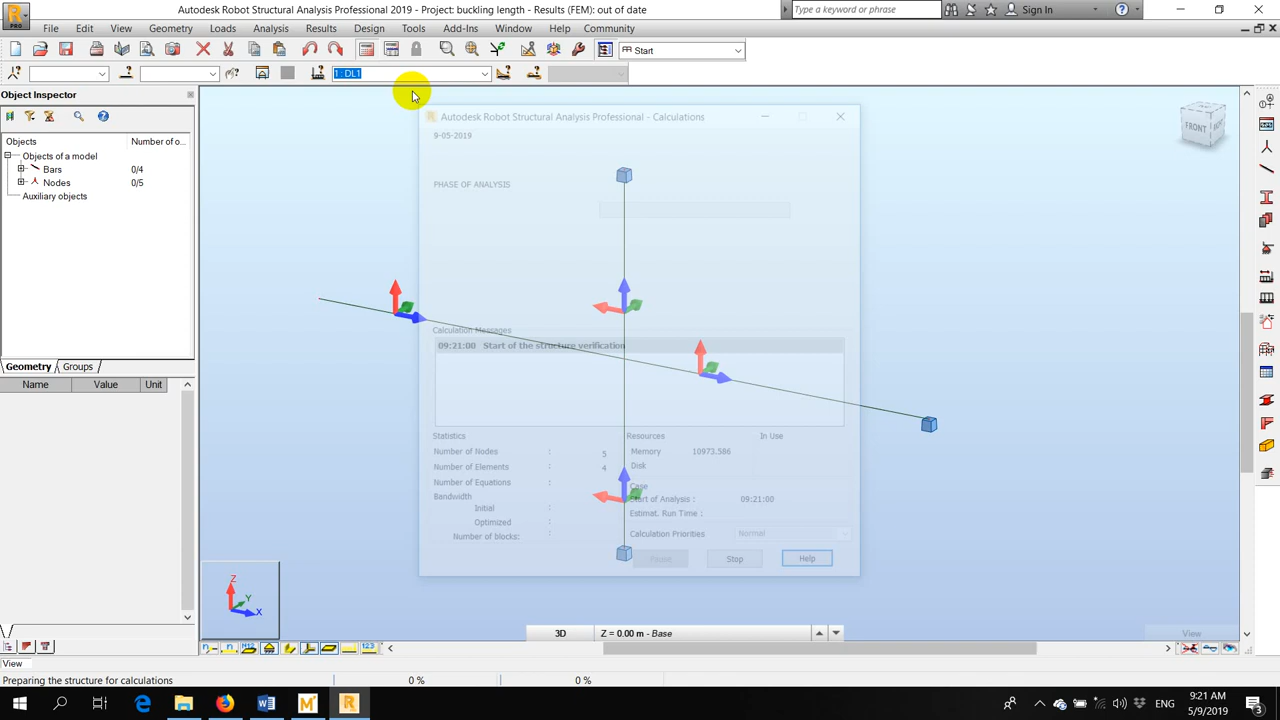 Autodesk Robot Structural Analysis Professional 2019 - Project: buckling length - Results (FEM): out of date
Type a keyword or phrase
Sign In
File Edit View Geometry Loads Analysis Results Design Tools Add-Ins Window Help Community
Start
1: DL1
Object Inspector
Objects
Number of o...
Objects of a model
Bars 0/4
Nodes 0/5
Auxiliary objects
Geometry Groups
Name Value Unit
Autodesk Robot Structural Analysis Professional - Calculations
9-05-2019
PHASE OF ANALYSIS
Calculation Messages
09:21:00 Start of the structure verification
Statistics
Number of Nodes : 5
Number of Elements : 4
Number of Equations :
Bandwidth
Initial :
Optimized :
Number of blocks: :
Resources In Use
Memory 10973.586
Disk
Case
Start of Analysis : 09:21:00
Estimat. Run Time :
Calculation Priorities Normal
Pause Stop Help
FRONT
Z
Y
X
3D Z = 0.00 m - Base
View
View
Preparing the structure for calculations 0 % 0 %
ENG
9:21 AM
5/9/2019
3